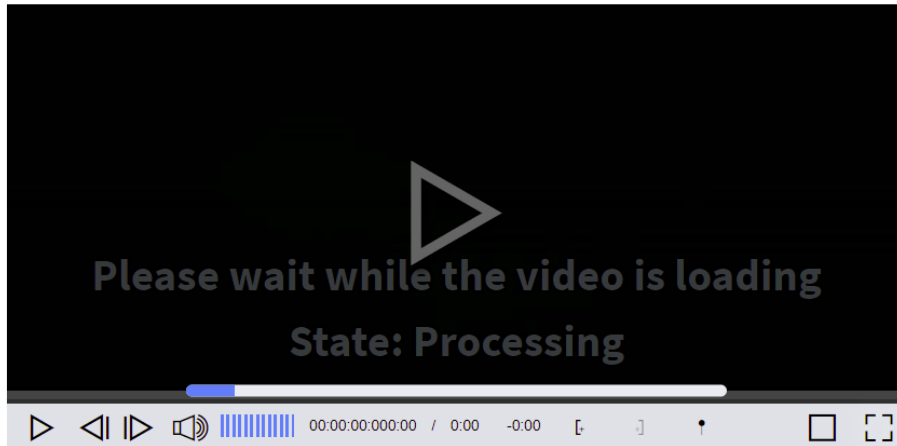 Please wait while the video is loading
State: Processing
00:00:00:000:00 / 0:00 -0:00